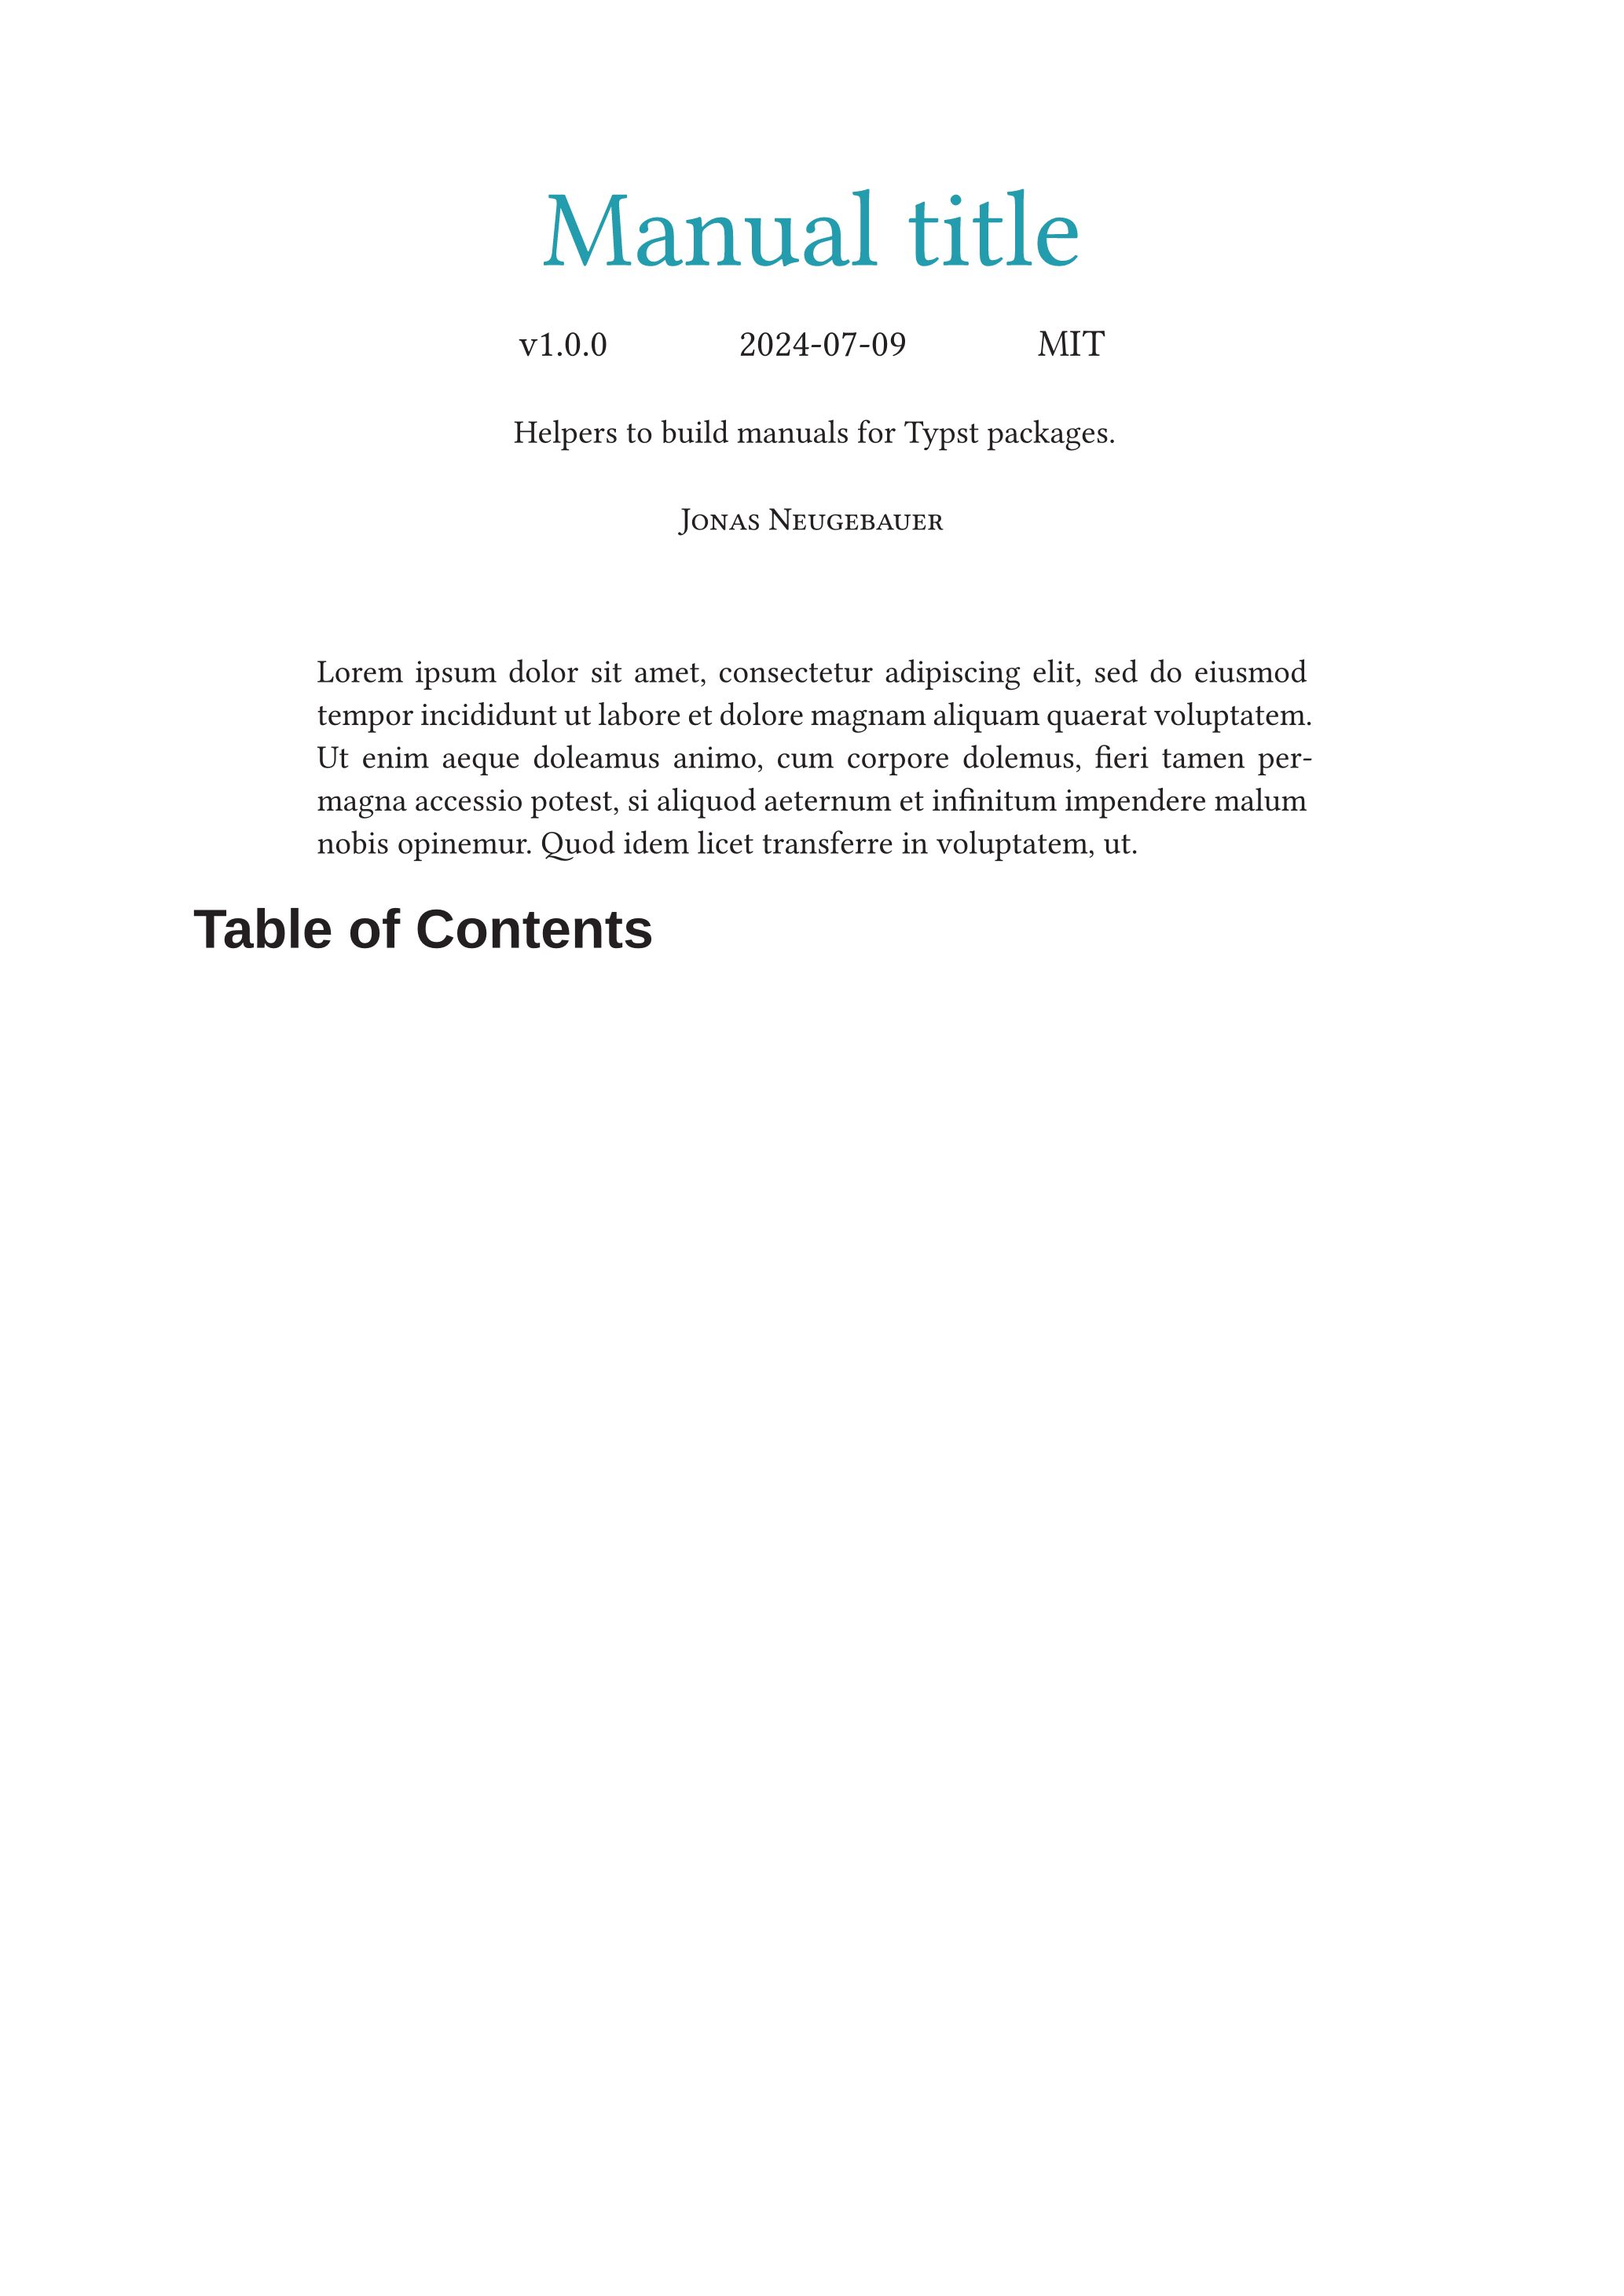 Manual title
v1.0.0 2024-07-09 MIT
Helpers to build manuals for Typst packages.
Jonas Neugebauer
Lorem ipsum dolor sit amet, consectetur adipiscing elit, sed do eiusmod
tempor incididunt ut labore et dolore magnam aliquam quaerat voluptatem.
Ut enim aeque doleamus animo, cum corpore dolemus, fieri tamen per-
magna accessio potest, si aliquod aeternum et infinitum impendere malum
nobis opinemur. Quod idem licet transferre in voluptatem, ut.
Table of Contents